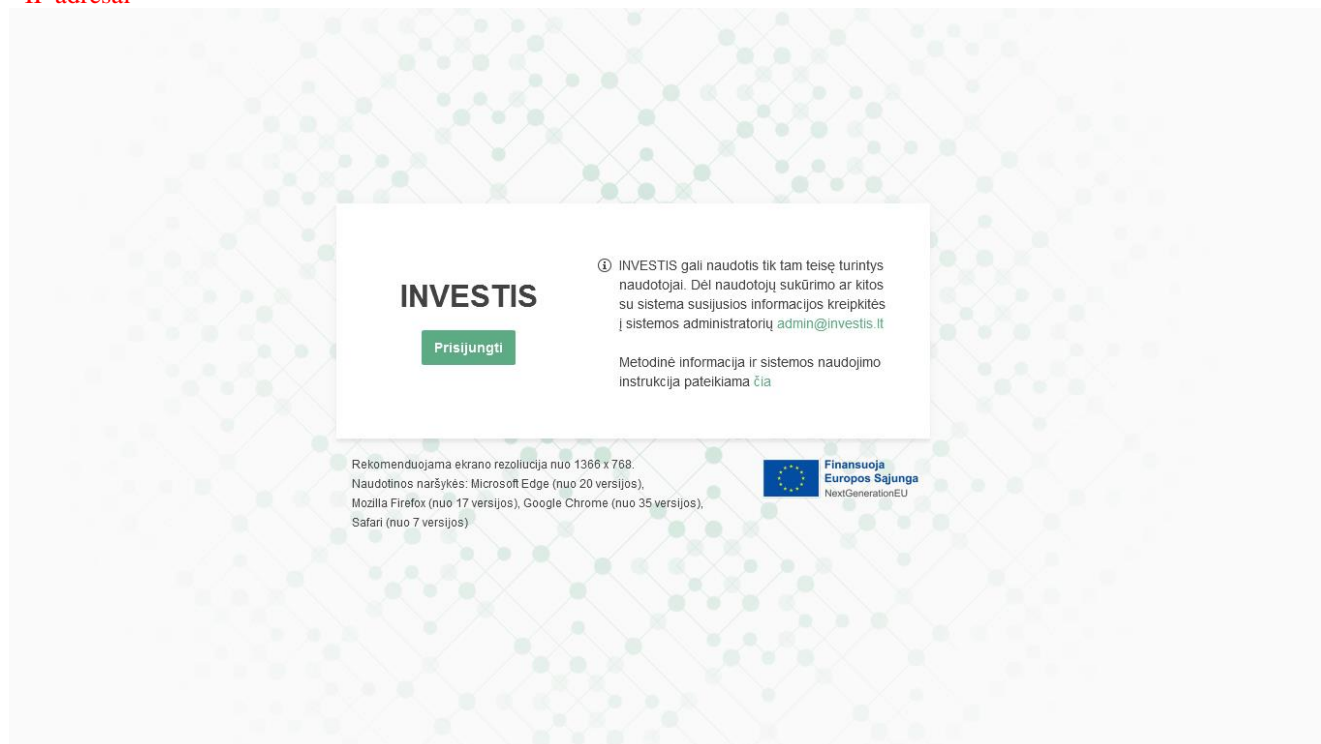 IP adresai
INVESTIS
Prisijungti
INVESTIS gali naudotis tik tam teisę turintys
naudotojai. Dėl naudotojų sukūrimo ar kitos
su sistema susijusios informacijos kreipkitės
į sistemos administratorių admin@investis.lt
Metodinė informacija ir sistemos naudojimo
instrukcija pateikiama čia
Rekomenduojama ekrano rezoliucija nuo 1366 x 768.
Naudotinos naršykės: Microsoft Edge (nuo 20 versijos),
Mozilla Firefox (nuo 17 versijos), Google Chrome (nuo 35 versijos),
Safari (nuo 7 versijos)
Finansuoja
Europos Sąjunga
NextGenerationEU